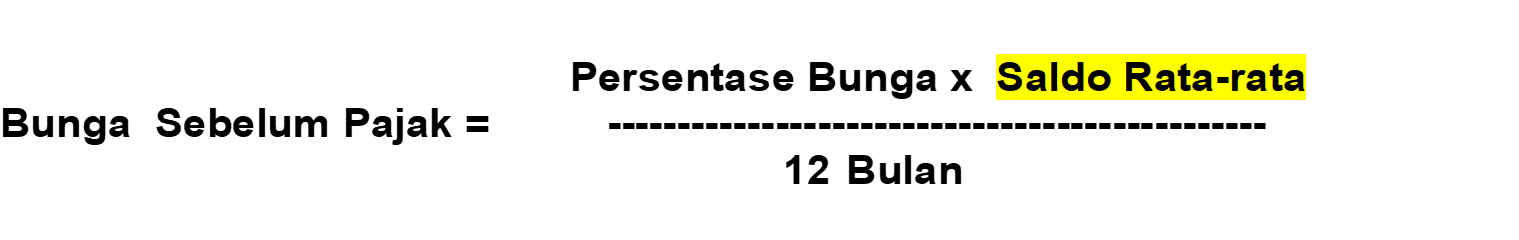 Persentase Bunga x Saldo Rata-rata
Bunga Sebelum Pajak = -----------------------------------------------
12 Bulan